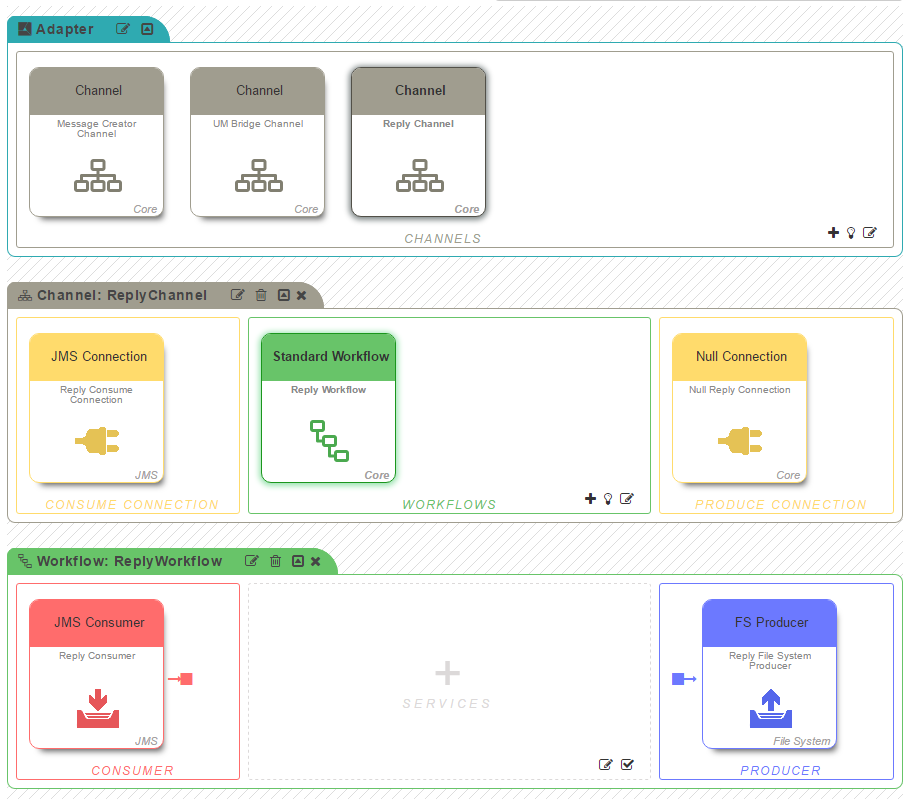 Adapter
Channel
Message Creator
Channel
Core
Channel
UM Bridge Channel
Core
Channel
Reply Channel
Core
CHANNELS
Channel: ReplyChannel
JMS Connection
Reply Consume
Connection
JMS
CONSUME CONNECTION
Standard Workflow
Reply Workflow
Core
WORKFLOWS
Null Connection
Null Reply Connection
Core
PRODUCE CONNECTION
Workflow: ReplyWorkflow
JMS Consumer
Reply Consumer
JMS
CONSUMER
SERVICES
FS Producer
Reply File System
Producer
File System
PRODUCER